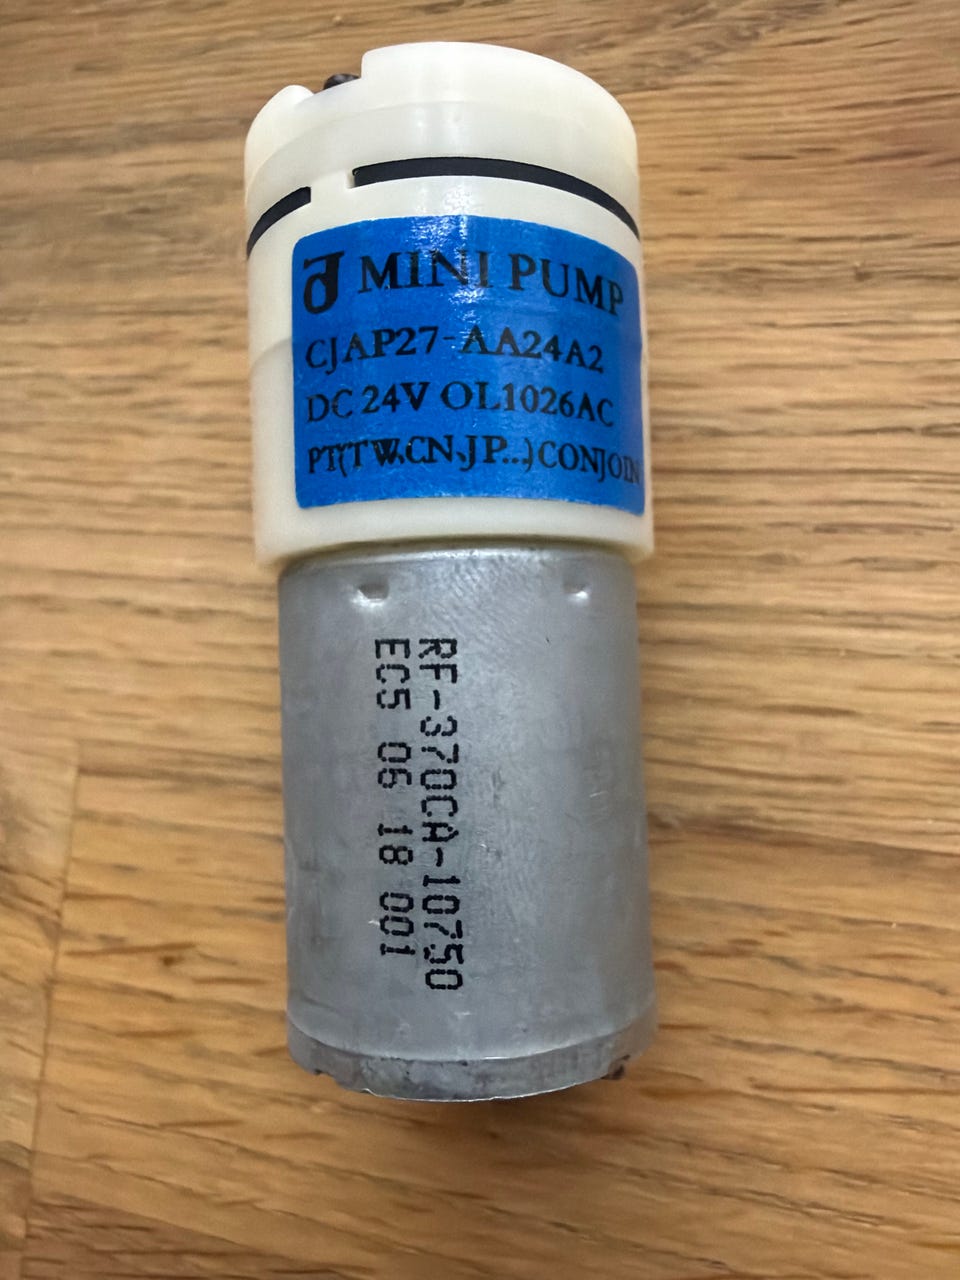 MINI PUMP
CJAP27-AA24A2
DC 24V OL1026AC
PT(TW.CN.JP...)CONJOIN
RF-370CA-10750
EC5 06 18 001